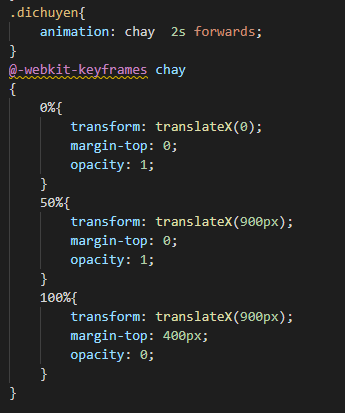 .dichuyen{
    animation: chay  2s forwards;
}
@-webkit-keyframes chay
{
    0%{
        transform: translateX(0);
        margin-top: 0;
        opacity: 1;
    }
    50%{
        transform: translateX(900px);
        margin-top: 0;
        opacity: 1;
    }
    100%{
        transform: translateX(900px);
        margin-top: 400px;
        opacity: 0;
    }
}